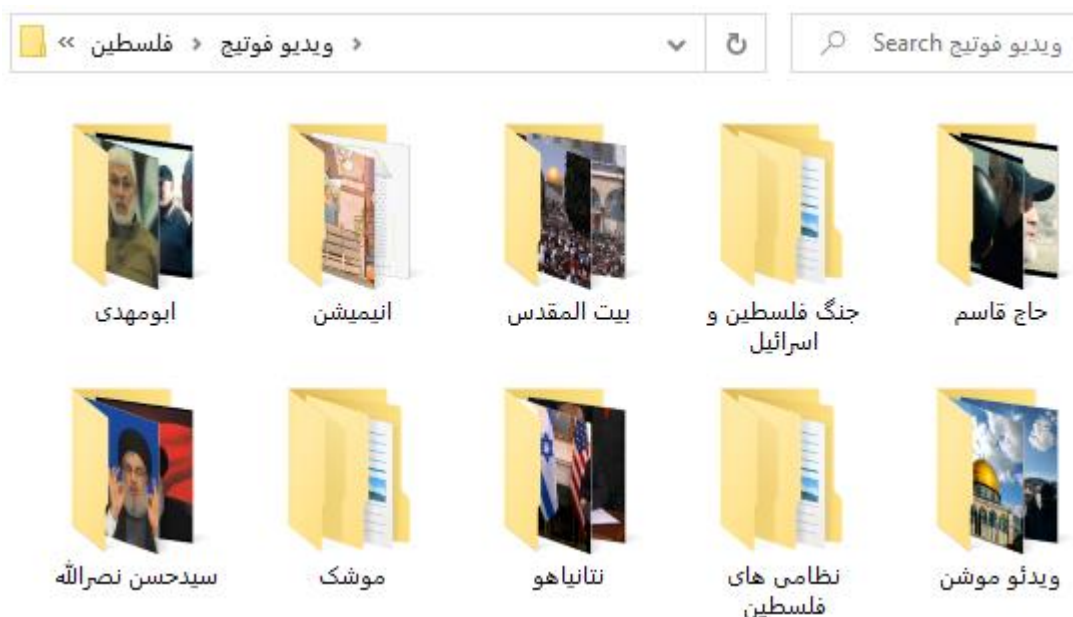 « فلسطین › ویدیو فوتیج ›
Search ویدیو فوتیج
حاج قاسم
جنگ فلسطین و
اسرائیل
بیت المقدس
انیمیشن
ابومهدی
ویدئو موشن
نظامی های
فلسطین
نتانیاهو
موشک
سیدحسن نصرالله